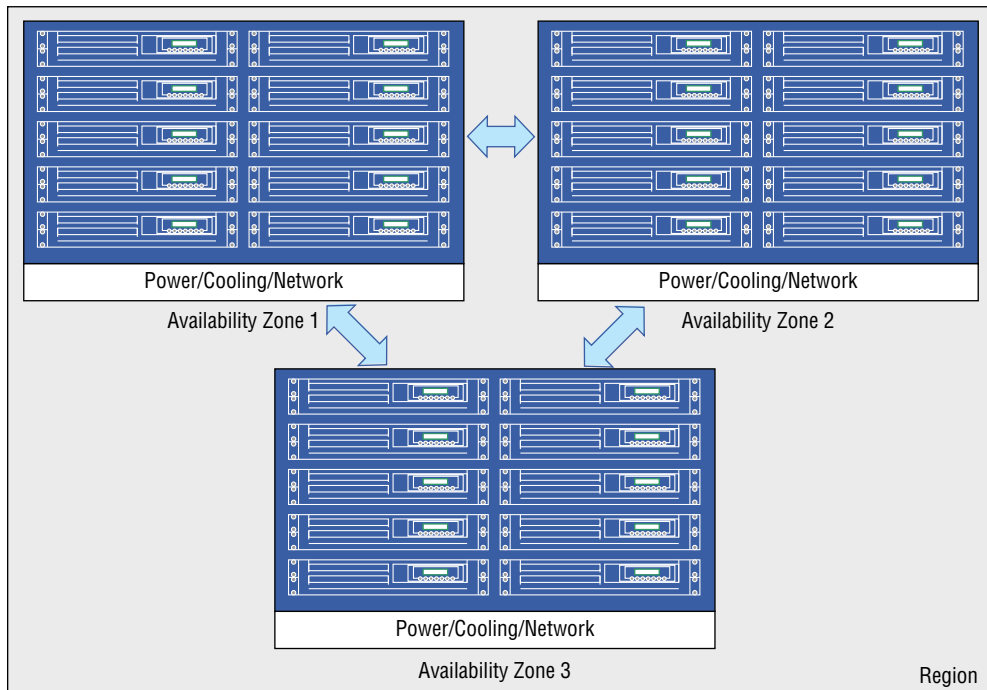 Power/Cooling/Network
Availability Zone 1
Power/Cooling/Network
Availability Zone 2
Power/Cooling/Network
Availability Zone 3
Region